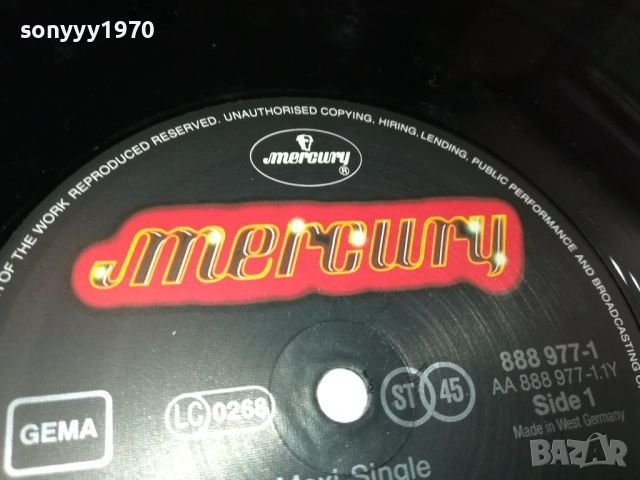 sonyyy1970
OF THE WORK REPRODUCED RESERVED. UNAUTHORISED COPYING, HIRING, LENDING, PUBLIC PERFORMANCE AND BROADCASTING
mercury ®
mercury
888 977-1
AA 888 977-1.1Y
Side 1
Made in West Germany
GEMA
LC 0268
ST 45
Maxi-Single
BAZAR